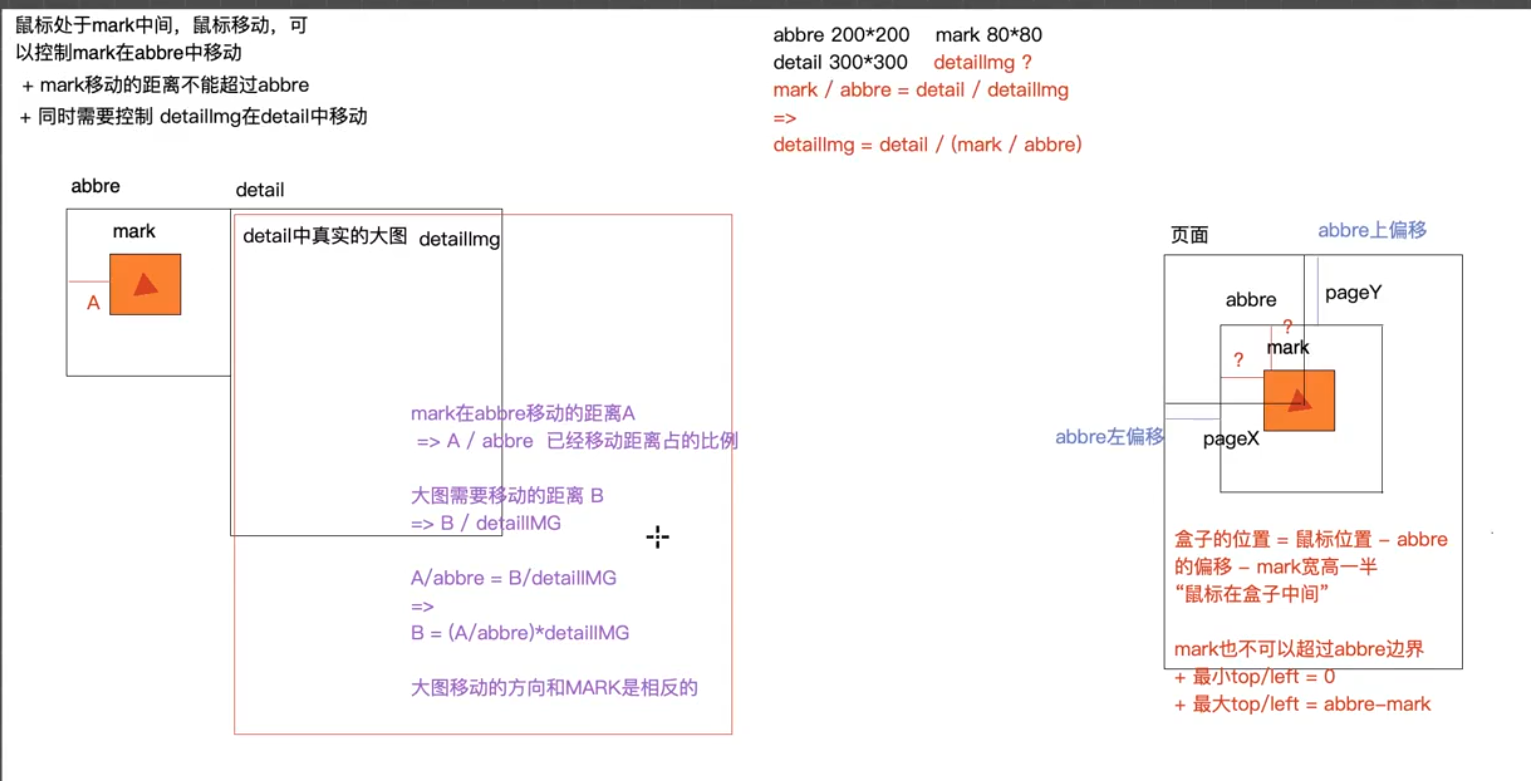 鼠标处于mark中间，鼠标移动，可
以控制mark在abbre中移动
+ mark移动的距离不能超过abbre
+ 同时需要控制 detailImg在detail中移动
abbre 200*200 mark 80*80
detail 300*300 detailImg ?
mark / abbre = detail / detailImg
=>
detailImg = detail / (mark / abbre)
abbre
detail
mark
A
detail中真实的大图 detailImg
mark在abbre移动的距离A
=> A / abbre 已经移动距离占的比例
大图需要移动的距离 B
=> B / detailIMG
A/abbre = B/detailIMG
=>
B = (A/abbre)*detailIMG
大图移动的方向和MARK是相反的
页面
abbre上偏移
abbre
pageY
?
mark
?
abbre左偏移
pageX
盒子的位置 = 鼠标位置 - abbre
的偏移 - mark宽高一半
“鼠标在盒子中间”
mark也不可以超过abbre边界
+ 最小top/left = 0
+ 最大top/left = abbre-mark